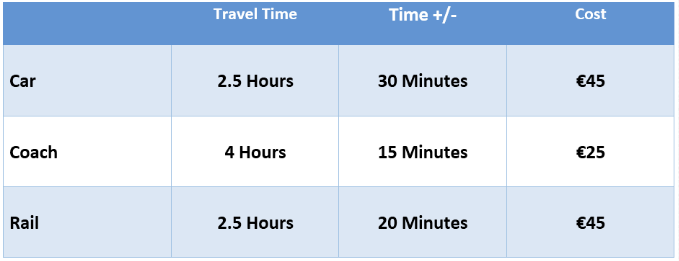 Travel Time Time +/- Cost
Car 2.5 Hours 30 Minutes €45
Coach 4 Hours 15 Minutes €25
Rail 2.5 Hours 20 Minutes €45